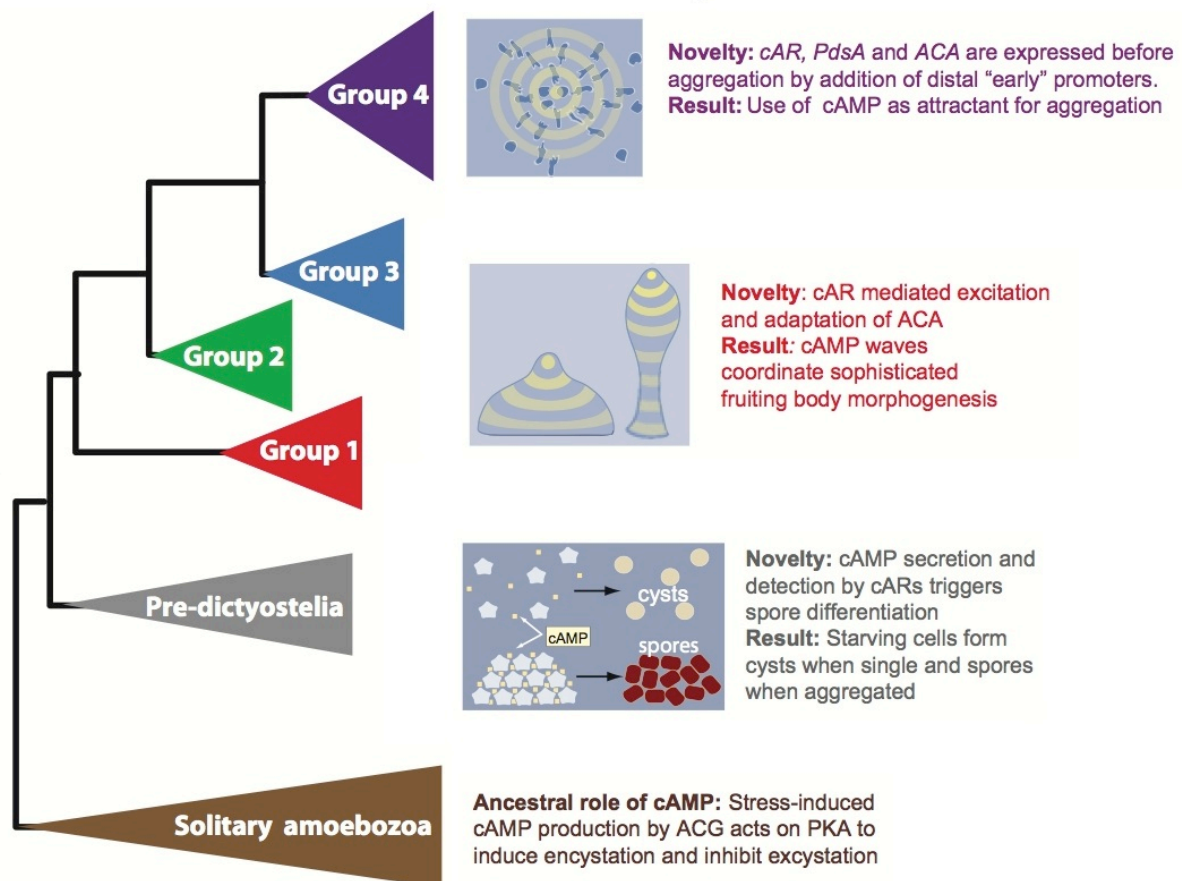 Group 4
Novelty: cAR, PdsA and ACA are expressed before
aggregation by addition of distal “early” promoters.
Result: Use of cAMP as attractant for aggregation
Group 3
Group 2
Group 1
Novelty: cAR mediated excitation
and adaptation of ACA
Result: cAMP waves
coordinate sophisticated
fruiting body morphogenesis
Pre-dictyostelia
cysts
cAMP
spores
Novelty: cAMP secretion and
detection by cARs triggers
spore differentiation
Result: Starving cells form
cysts when single and spores
when aggregated
Solitary amoebozoa
Ancestral role of cAMP: Stress-induced
cAMP production by ACG acts on PKA to
induce encystation and inhibit excystation